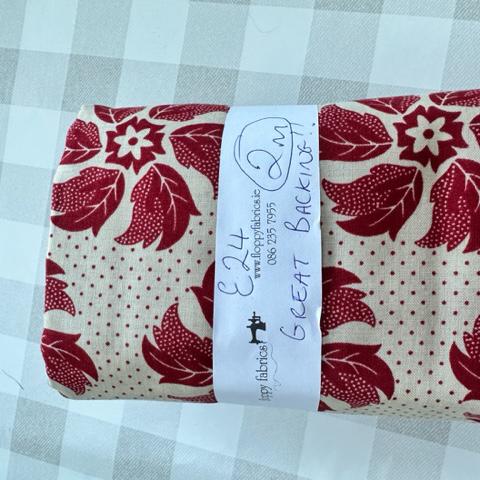 €24
2M
www.floppyfabrics.ie
086 235 7955
GREAT BACKING!!
floppy fabrics